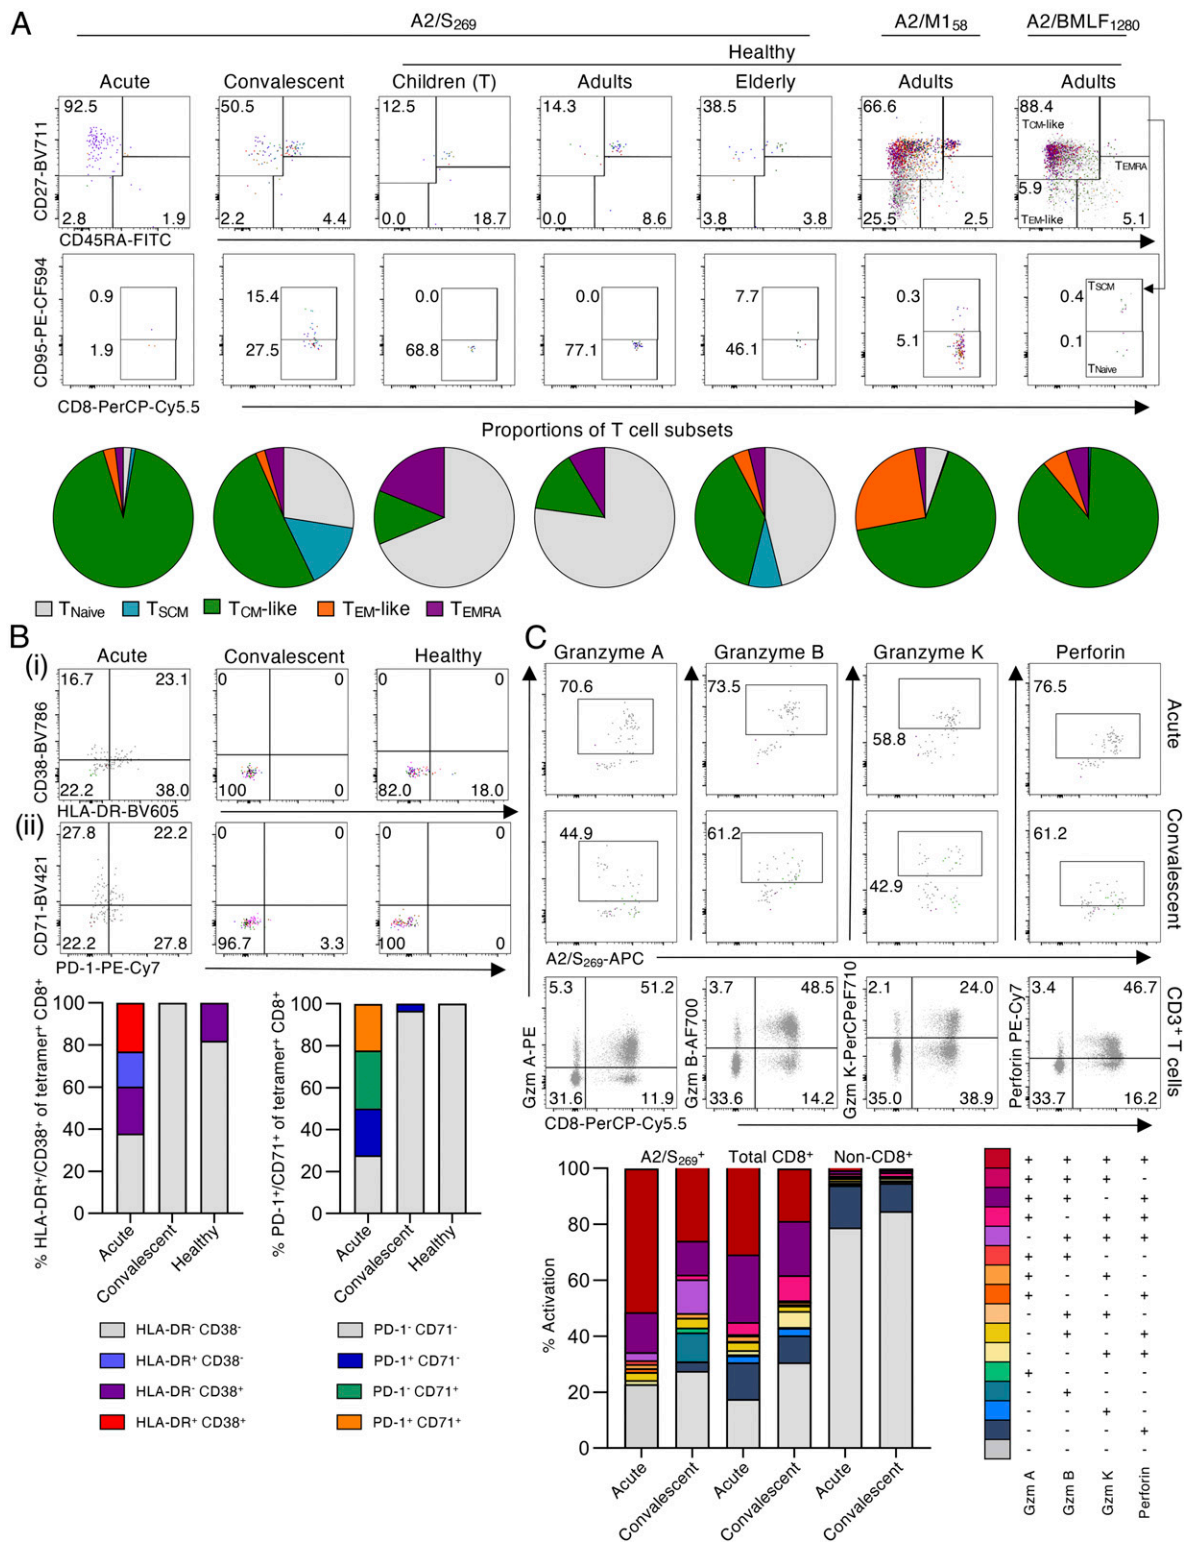 A
A2/S269
A2/M158
A2/BMLF1280
Healthy
Acute
Convalescent
Children (T)
Adults
Elderly
Adults
Adults
CD27-BV711
92.5
2.8
1.9
50.5
2.2
4.4
12.5
0.0
18.7
14.3
0.0
8.6
38.5
3.8
3.8
66.6
25.5
2.5
88.4
TCM-like
TEMRA
5.9
TEM-like
5.1
CD45RA-FITC
CD95-PE-CF594
0.9
1.9
15.4
27.5
0.0
68.8
0.0
77.1
7.7
46.1
0.3
5.1
0.4
TSCM
0.1
TNaive
CD8-PerCP-Cy5.5
Proportions of T cell subsets
TNaive
TSCM
TCM-like
TEM-like
TEMRA
B
(i)
Acute
Convalescent
Healthy
CD38-BV786
16.7
23.1
22.2
38.0
0
0
100
0
0
0
82.0
18.0
HLA-DR-BV605
(ii)
CD71-BV421
27.8
22.2
22.2
27.8
0
0
96.7
3.3
0
0
100
0
PD-1-PE-Cy7
% HLA-DR+/CD38+ of tetramer+ CD8+
100
80
60
40
20
0
Acute
Convalescent
Healthy
% PD-1+/CD71+ of tetramer+ CD8+
100
80
60
40
20
0
Acute
Convalescent
Healthy
HLA-DR- CD38-
HLA-DR+ CD38-
HLA-DR- CD38+
HLA-DR+ CD38+
PD-1- CD71-
PD-1+ CD71-
PD-1- CD71+
PD-1+ CD71+
C
Granzyme A
Granzyme B
Granzyme K
Perforin
70.6
73.5
58.8
76.5
Acute
44.9
61.2
42.9
61.2
Convalescent
A2/S269-APC
Gzm A-PE
5.3
51.2
31.6
11.9
Gzm B-AF700
3.7
48.5
33.6
14.2
Gzm K-PerCPeF710
2.1
24.0
35.0
38.9
Perforin PE-Cy7
3.4
46.7
33.7
16.2
CD3+ T cells
CD8-PerCP-Cy5.5
A2/S269+
Total CD8+
Non-CD8+
% Activation
100
80
60
40
20
0
Acute
Convalescent
Acute
Convalescent
Acute
Convalescent
+ + + +
+ + + -
+ + - +
+ - + +
- + + +
+ + - -
+ - + -
+ - - +
- + + -
- + - +
- - + +
+ - - -
- + - -
- - + -
- - - +
- - - -
Gzm A
Gzm B
Gzm K
Perforin